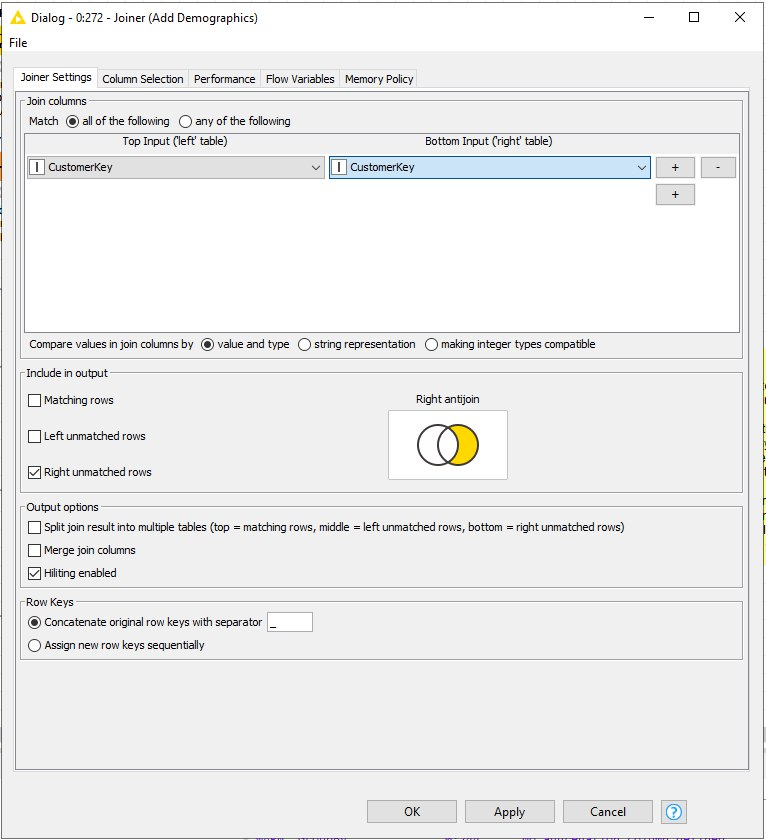 Dialog - 0:272 - Joiner (Add Demographics)
File
Joiner Settings Column Selection Performance Flow Variables Memory Policy
Join columns
Match all of the following any of the following
Top Input ('left' table) Bottom Input ('right' table)
CustomerKey CustomerKey + -
+
Compare values in join columns by value and type string representation making integer types compatible
Include in output
Matching rows
Right antijoin
Left unmatched rows
Right unmatched rows
Output options
Split join result into multiple tables (top = matching rows, middle = left unmatched rows, bottom = right unmatched rows)
Merge join columns
Hiliting enabled
Row Keys
Concatenate original row keys with separator _
Assign new row keys sequentially
OK Apply Cancel ?